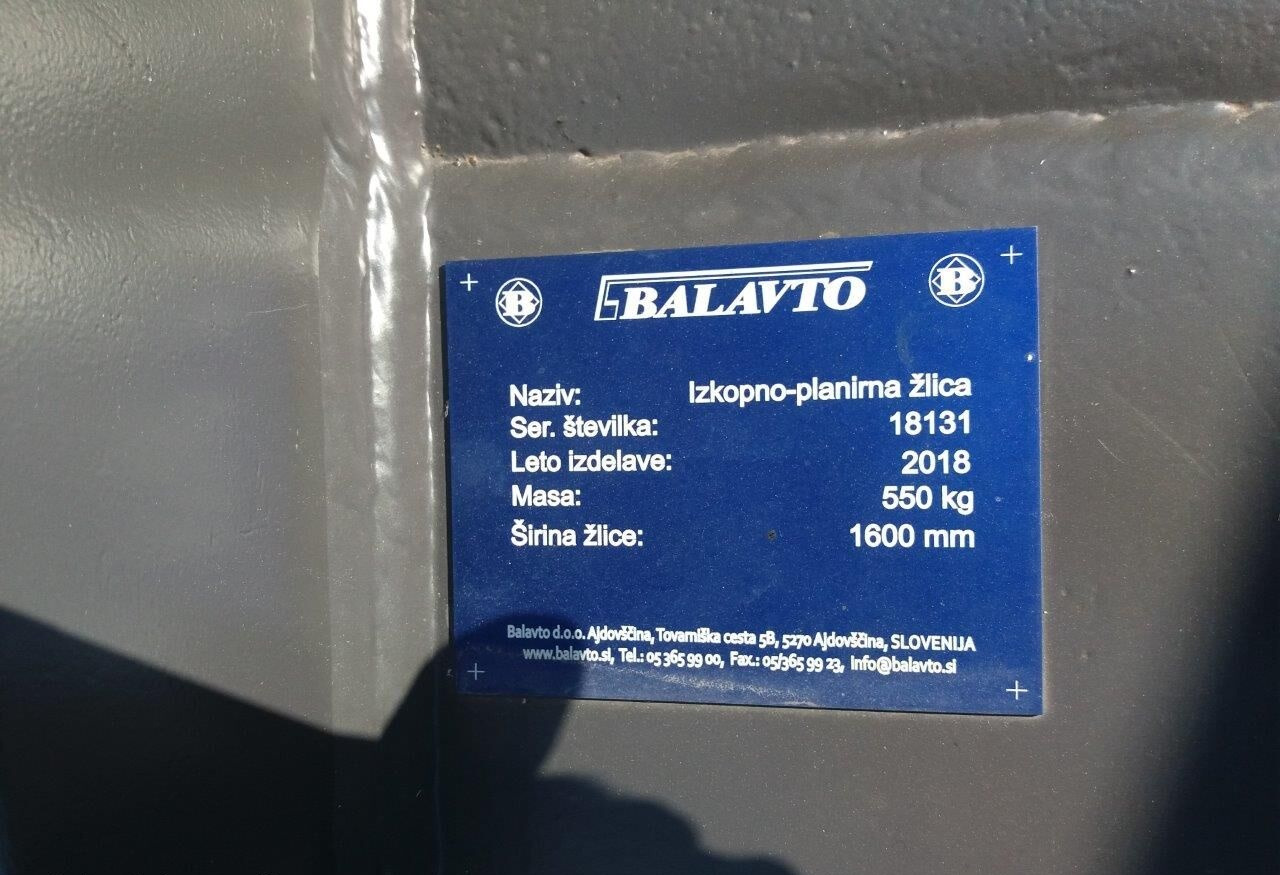 B BALAVTO B
Naziv: Izkopno-planirna žlica
Ser. številka: 18131
Leto izdelave: 2018
Masa: 550 kg
Širina žlice: 1600 mm
Balavto d.o.o. Ajdovščina, Tovarniška cesta 5B, 5270 Ajdovščina, SLOVENIJA
www.balavto.si, Tel.: 05 365 99 00, Fax.: 05/365 99 23, info@balavto.si